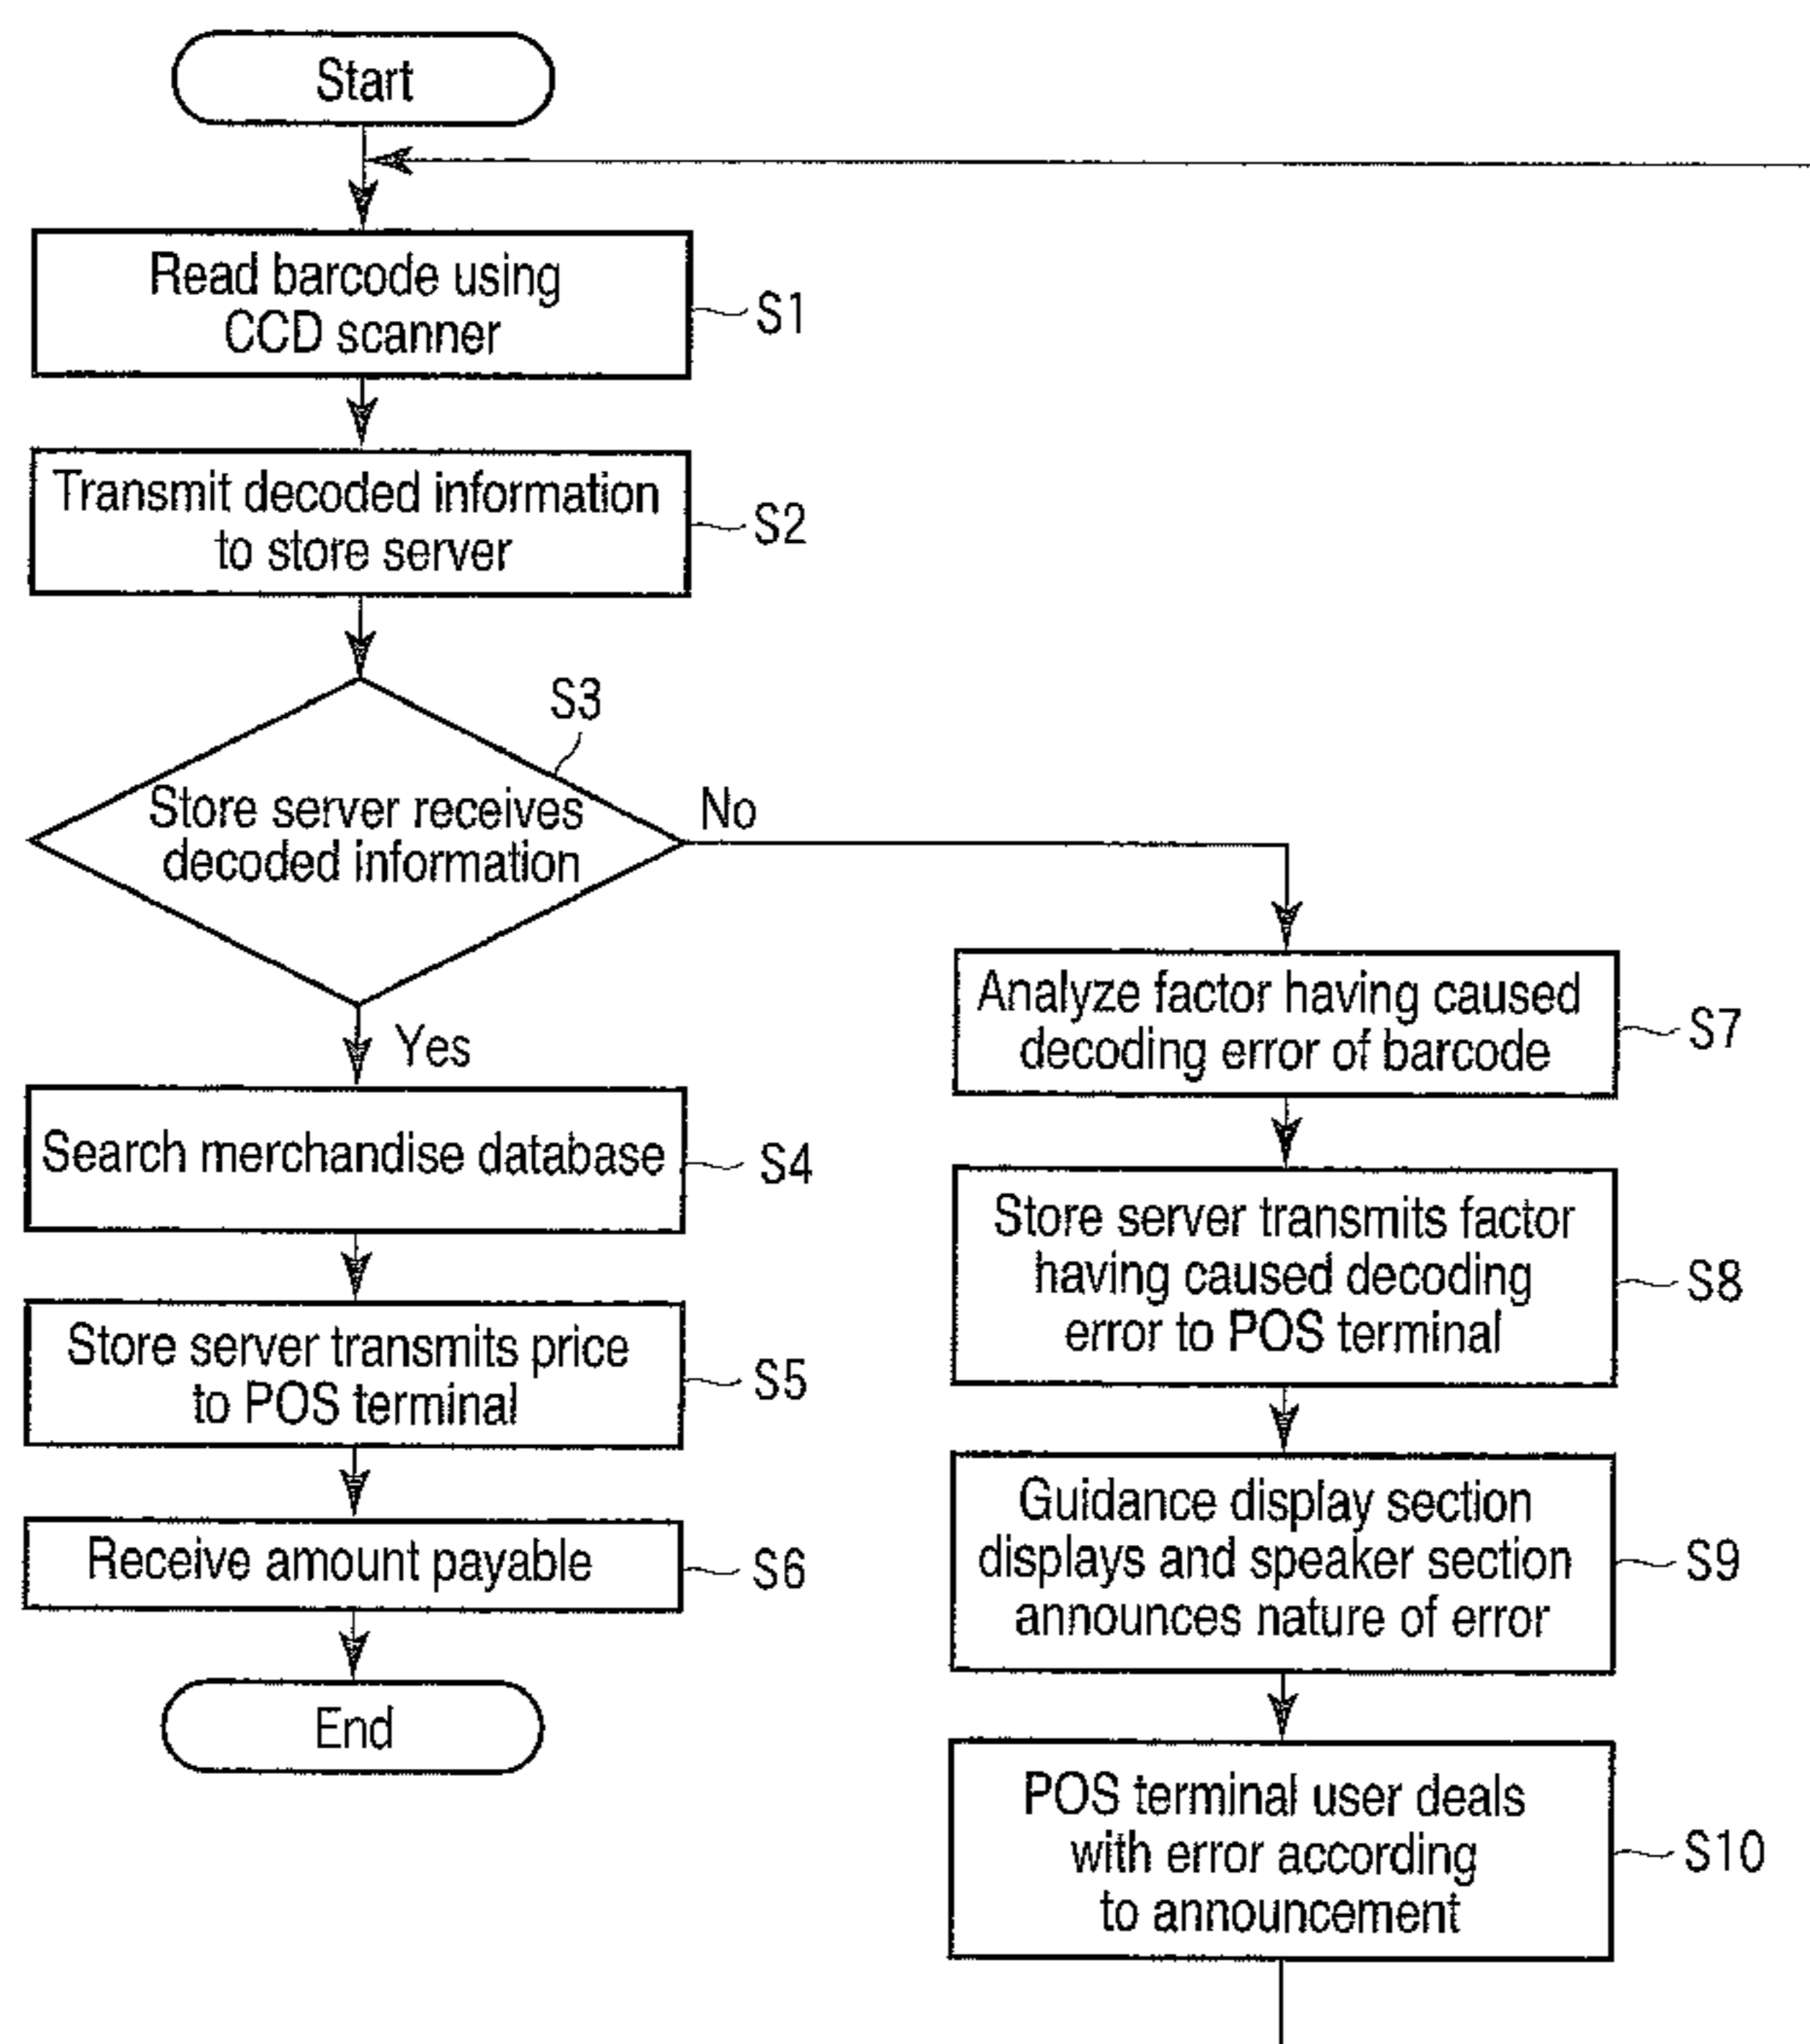 Start
Read barcode using
CCD scanner
S1
Transmit decoded information
to store server
S2
S3
Store server receives
decoded information
No
Yes
Search merchandise database
S4
Store server transmits price
to POS terminal
S5
Receive amount payable
S6
End
Analyze factor having caused
decoding error of barcode
S7
Store server transmits factor
having caused decoding
error to POS terminal
S8
Guidance display section
displays and speaker section
announces nature of error
S9
POS terminal user deals
with error according
to announcement
S10